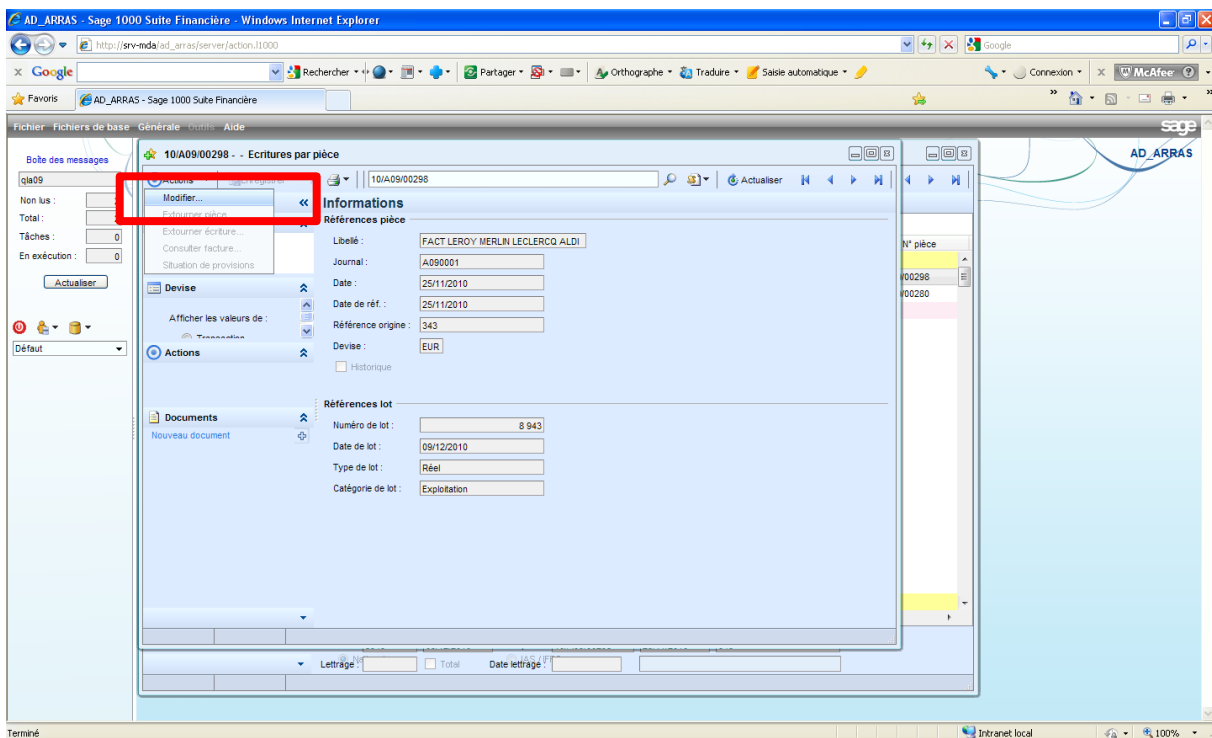 AD_ARRAS - Sage 1000 Suite Financière - Windows Internet Explorer
http://srv-mda/ad_arras/server/action.l1000
Google
Google
Rechercher
Partager
Orthographe
Traduire
Saisie automatique
Connexion
McAfee
Favoris
AD_ARRAS - Sage 1000 Suite Financière
Fichier Fichiers de base Générale Outils Aide
sage
AD_ARRAS
Boîte des messages
qla09
Non lus :
Total :
Tâches : 0
En exécution : 0
Actualiser
Défaut
10/A09/00298 - - Ecritures par pièce
Actions
10/A09/00298
Actualiser
Modifier...
Extourner pièce...
Extourner écriture...
Consulter facture...
Situation de provisions
Devise
Afficher les valeurs de :
Transaction
Actions
Documents
Nouveau document
Informations
Références pièce
Libellé : FACT LEROY MERLIN LECLERCQ ALDI
Journal : A090001
Date : 25/11/2010
Date de réf. : 25/11/2010
Référence origine : 343
Devise : EUR
Historique
Références lot
Numéro de lot : 8 943
Date de lot : 09/12/2010
Type de lot : Réel
Catégorie de lot : Exploitation
N° pièce
/00298
/00280
Lettrage :
Total
Date lettrage :
Terminé
Intranet local
100%